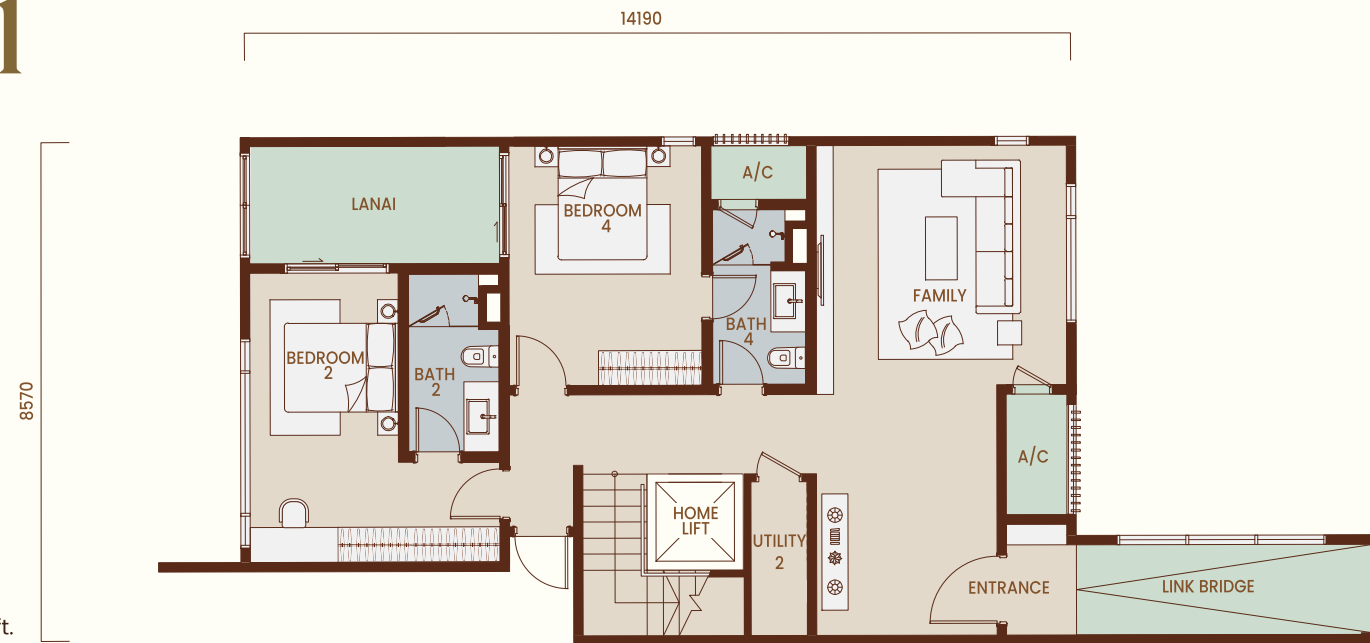 14190
8570
LANAI
BEDROOM
4
A/C
FAMILY
BATH
4
BEDROOM
2
BATH
2
A/C
HOME
LIFT
UTILITY
2
ENTRANCE
LINK BRIDGE
ft.